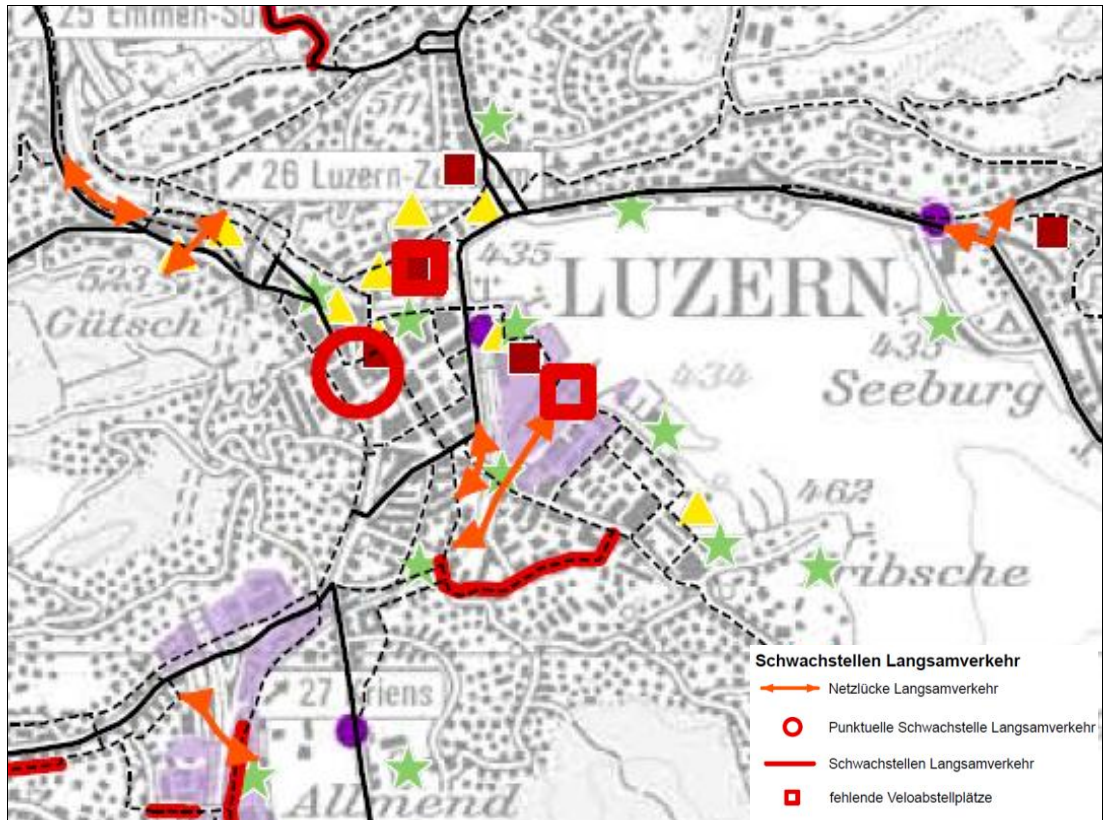 25 Emmen-Sü
511
26 Luzern-Ze
435
LUZERN
523
Gütsch
435
434
Seeburg
462
ribsche
27 riens
Allmend
Schwachstellen Langsamverkehr
Netzlücke Langsamverkehr
Punktuelle Schwachstelle Langsamverkehr
Schwachstellen Langsamverkehr
fehlende Veloabstellplätze